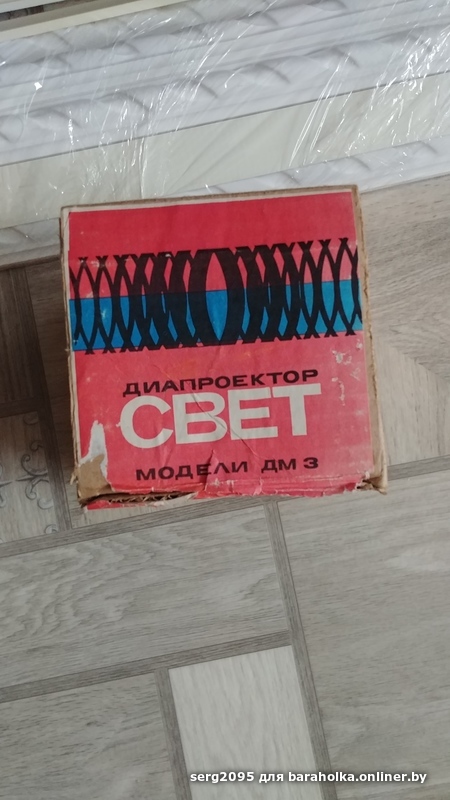 ДИАПРОЕКТОР
СВЕТ
МОДЕЛИ ДМ 3
serg2095 для baraholka.onliner.by